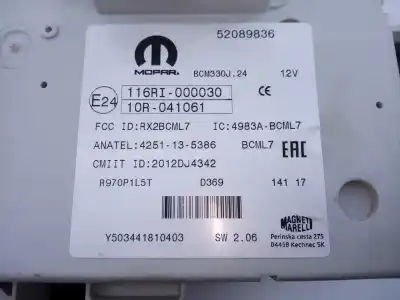 52089836
MOPAR
BCM330J.24 12V
E24 116RI-000030 CE
10R-041061
FCC ID:RX2BCML7 IC:4983A-BCML7
ANATEL:4251-13-5386 BCML7 EAC
CMIIT ID:2012DJ4342
R970P1L5T D369 141 17
MAGNETI
MARELLI
Perinska cesta 275
04458 Kechnec SK
Y503441810403 SW 2.06